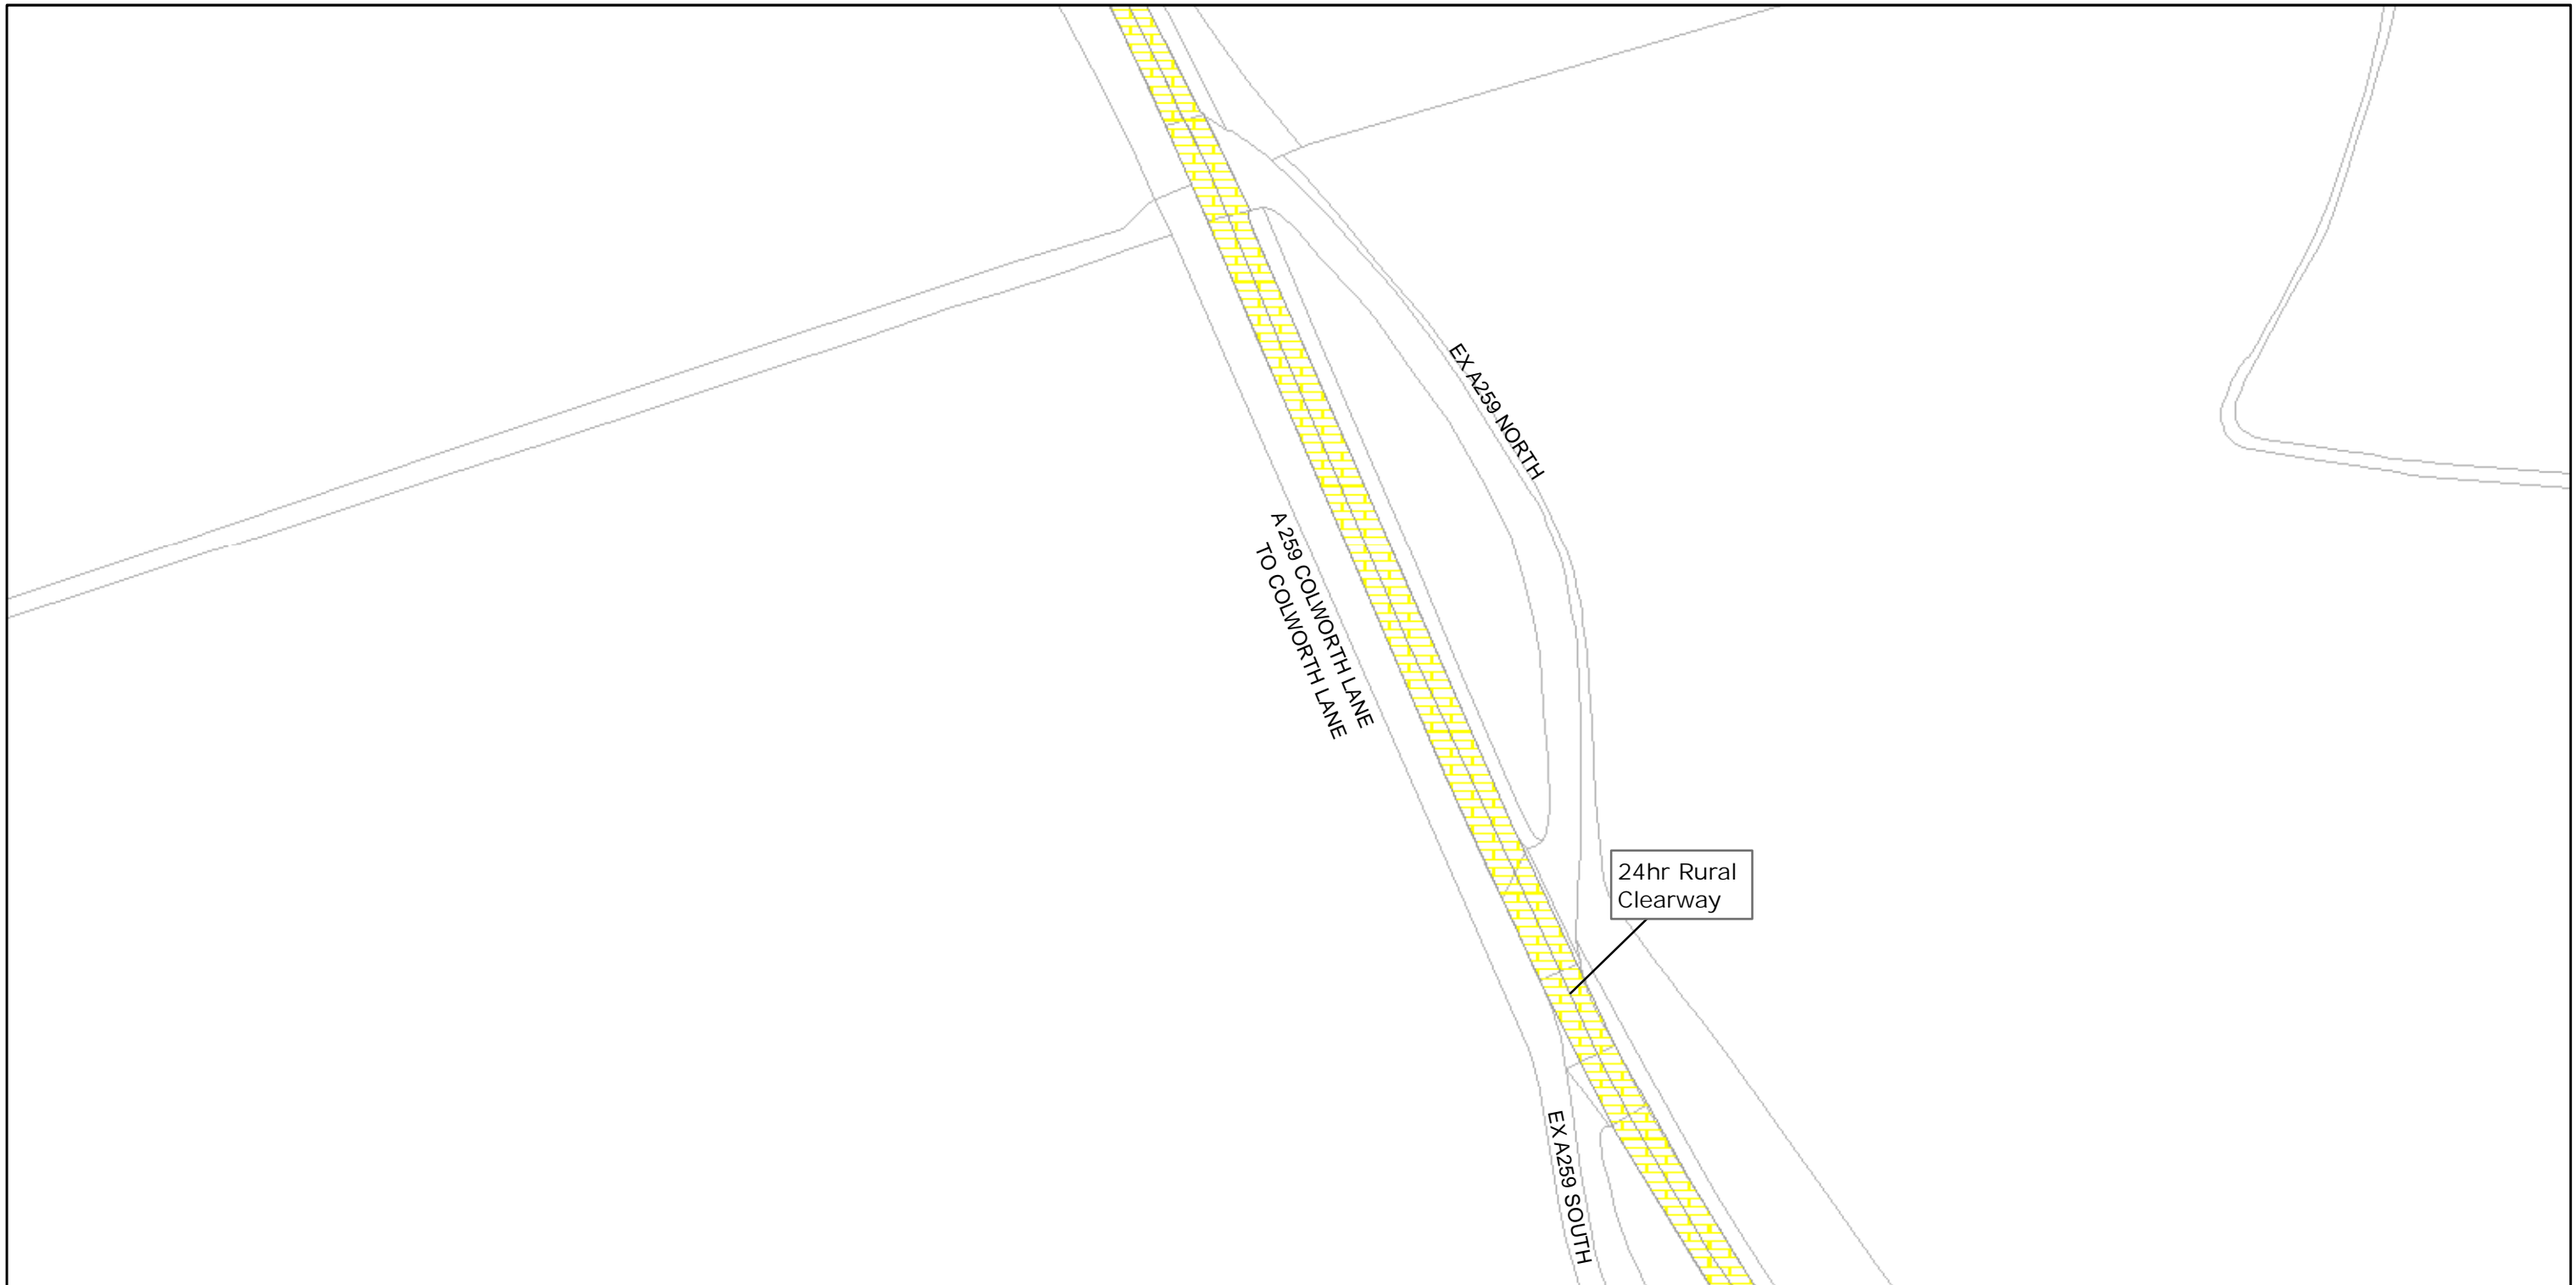 EX A259 NORTH
A 259 COLWORTH LANE
TO COLWORTH LANE
24hr Rural
Clearway
EX A259 SOUTH